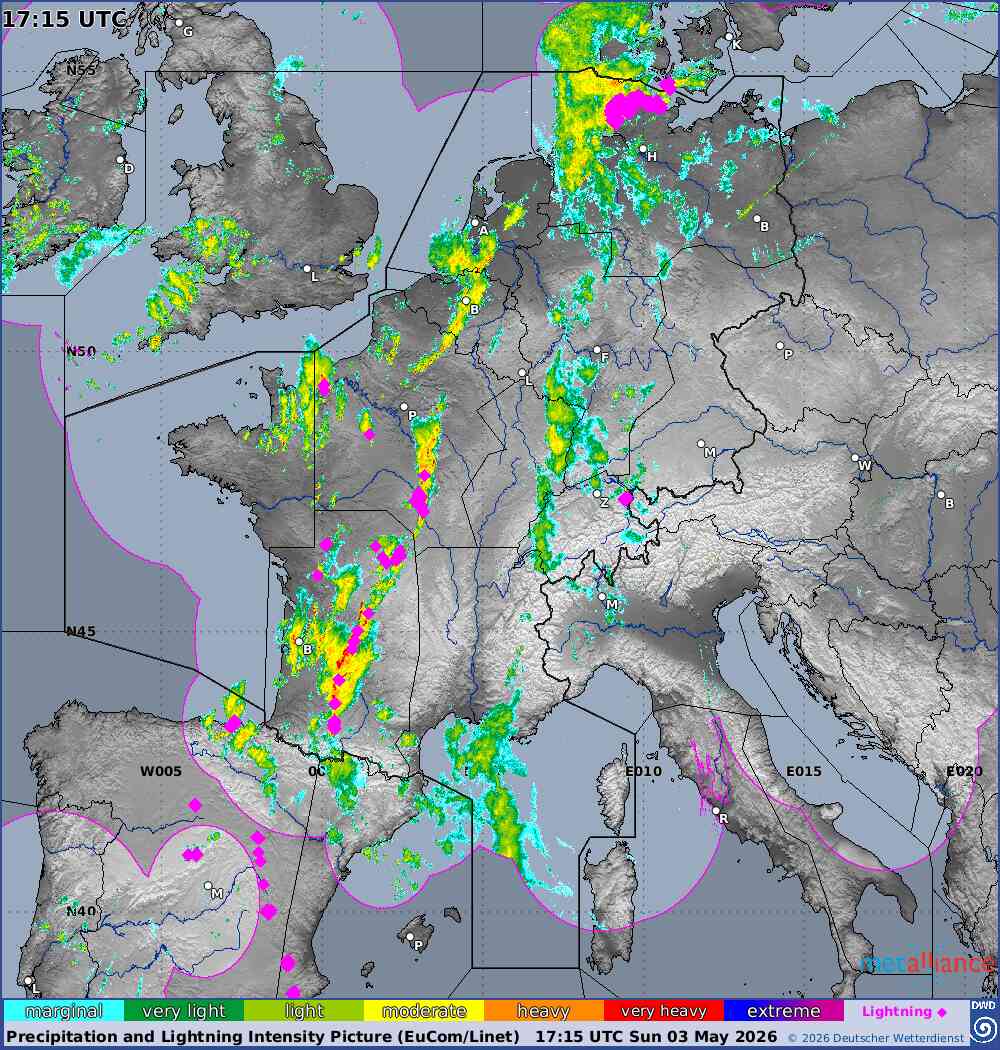 17:15 UTC
G
K
N55
D
H
A
B
L
B
N50
P
F
L
P
M
W
Z
B
M
N45
B
W005
E010
E015
E020
R
M
N40
P
L
metalliance
marginal very light light moderate heavy very heavy extreme Lightning
DWD
Precipitation and Lightning Intensity Picture (EuCom/Linet) 17:15 UTC Sun 03 May 2026 © 2026 Deutscher Wetterdienst